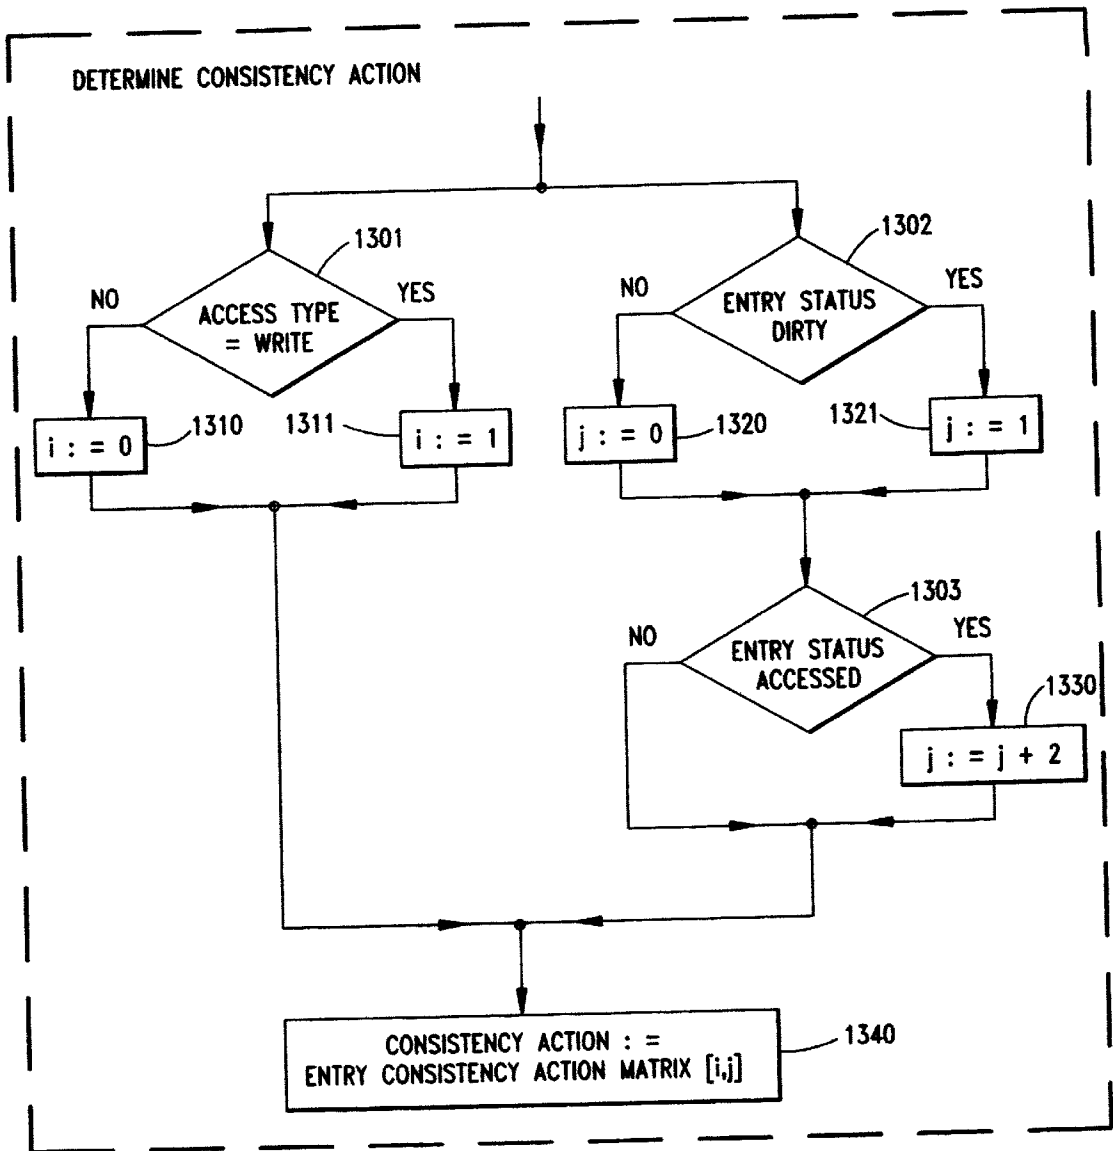 DETERMINE CONSISTENCY ACTION
1301
1302
NO
YES
NO
YES
ACCESS TYPE
= WRITE
ENTRY STATUS
DIRTY
i : = 0
1310
1311
i : = 1
j : = 0
1320
1321
j : = 1
1303
NO
YES
ENTRY STATUS
ACCESSED
1330
j : = j + 2
CONSISTENCY ACTION : =
ENTRY CONSISTENCY ACTION MATRIX [i,j]
1340